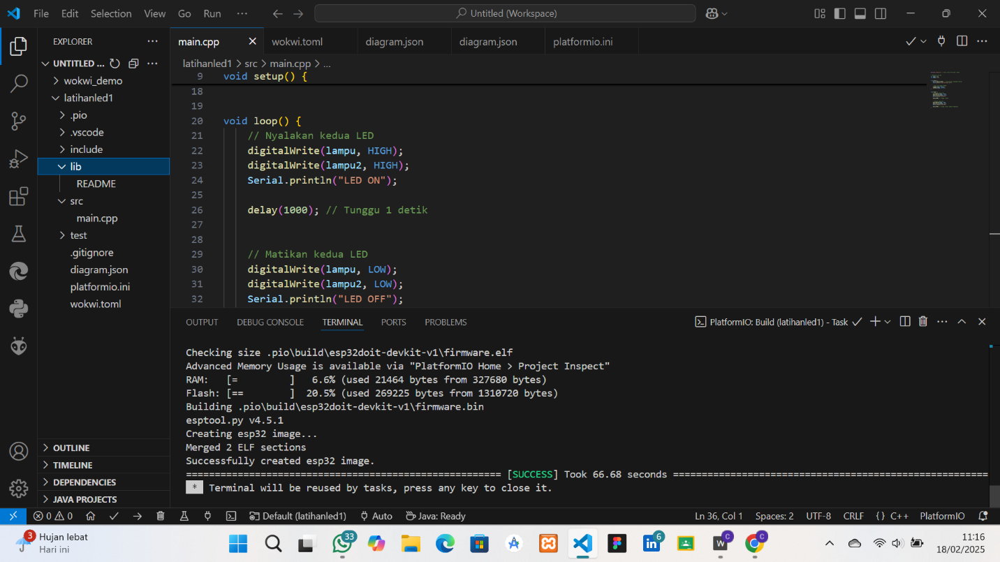 File Edit Selection View Go Run ··· Untitled (Workspace)
EXPLORER ···
main.cpp wokwi.toml diagram.json diagram.json platformio.ini
UNTITLED ... ···
latihanled1 > src > main.cpp > ...
wokwi_demo
latihanled1
.pio
.vscode
include
lib
README
src
main.cpp
test
.gitignore
diagram.json
platformio.ini
wokwi.toml
OUTLINE
TIMELINE
DEPENDENCIES
JAVA PROJECTS
9 void setup() {
18
19
20 void loop() {
21 // Nyalakan kedua LED
22 digitalWrite(lampu, HIGH);
23 digitalWrite(lampu2, HIGH);
24 Serial.println("LED ON");
25
26 delay(1000); // Tunggu 1 detik
27
28
29 // Matikan kedua LED
30 digitalWrite(lampu, LOW);
31 digitalWrite(lampu2, LOW);
32 Serial.println("LED OFF");
OUTPUT DEBUG CONSOLE TERMINAL PORTS PROBLEMS PlatformIO: Build (latihanled1) - Task
Checking size .pio\build\esp32doit-devkit-v1\firmware.elf
Advanced Memory Usage is available via "PlatformIO Home > Project Inspect"
RAM: [= ] 6.6% (used 21464 bytes from 327680 bytes)
Flash: [== ] 20.5% (used 269225 bytes from 1310720 bytes)
Building .pio\build\esp32doit-devkit-v1\firmware.bin
esptool.py v4.5.1
Creating esp32 image...
Merged 2 ELF sections
Successfully created esp32 image.
======================================================= [SUCCESS] Took 66.68 seconds =======================================================
* Terminal will be reused by tasks, press any key to close it.
0 0 Default (latihanled1) Auto Java: Ready Ln 36, Col 1 Spaces: 2 UTF-8 CRLF {} C++ PlatformIO
3 Hujan lebat
Hari ini
33 6 W C C
in
11:16
18/02/2025